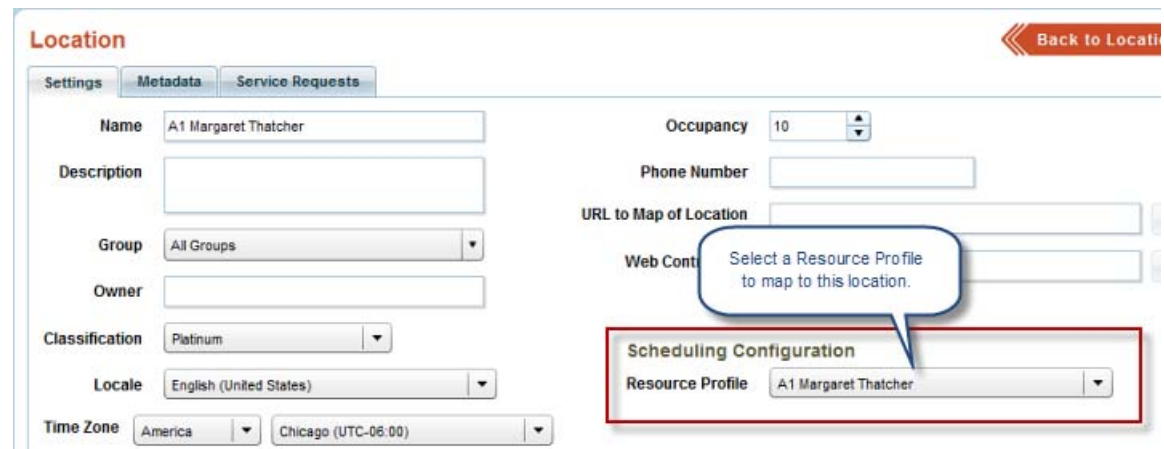 Location
Back to Locatio
Settings Metadata Service Requests
Name A1 Margaret Thatcher
Occupancy 10
Description
Phone Number
URL to Map of Location
Group All Groups
Web Cont
Select a Resource Profile
to map to this location.
Owner
Classification Platinum
Scheduling Configuration
Locale English (United States)
Resource Profile A1 Margaret Thatcher
Time Zone America Chicago (UTC-06:00)